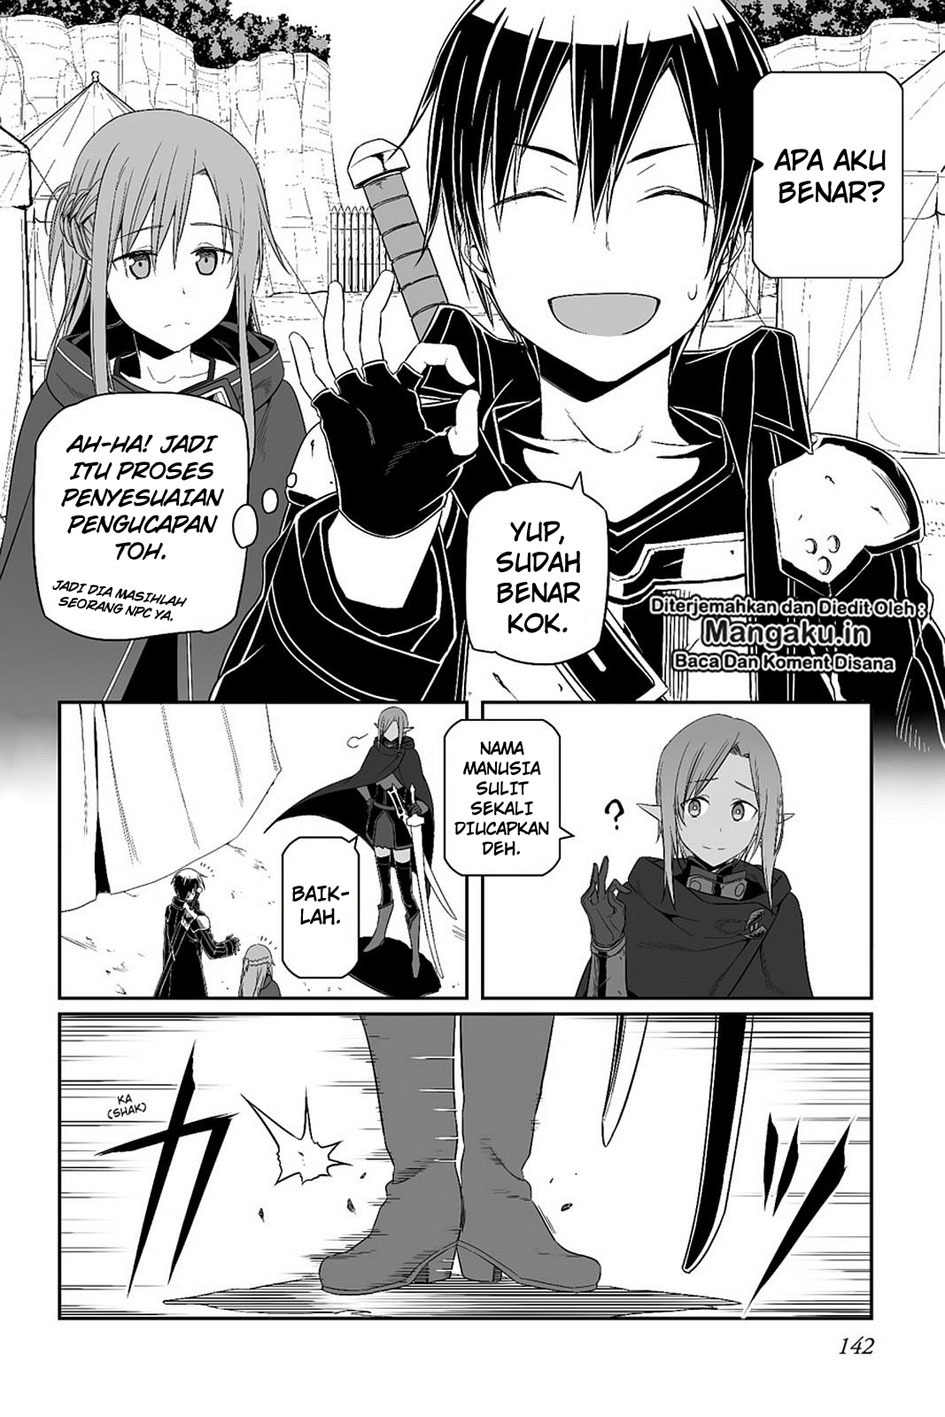 APA AKU
BENAR?
YUP,
SUDAH
BENAR
KOK.
AH-HA! JADI
ITU PROSES
PENYESUAIAN
PENGUCAPAN
TOH.
JADI DIA MASIHLAH
SEORANG NPC YA.
Diterjemahkan dan Diedit Oleh :
Mangaku.in
Baca Dan Koment Disana
?
NAMA
MANUSIA
SULIT
SEKALI
DIUCAPKAN
DEH.
BAIK-
LAH.
KA
(SHAK)
カッ
142